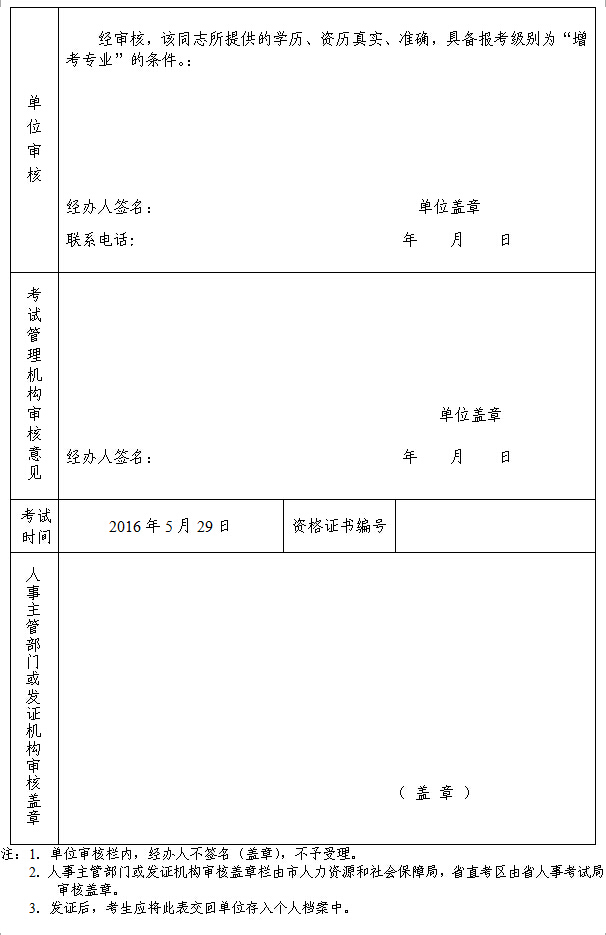 单位审核
经审核，该同志所提供的学历、资历真实、准确，具备报考级别为“增
考专业”的条件。：
经办人签名： 单位盖章
联系电话： 年 月 日
考试管理机构审核意见
单位盖章
经办人签名： 年 月 日
考试
时间
2016 年 5 月 29 日
资格证书编号
人事主管部门或发证机构审核盖章
（ 盖 章 ）
注：1．单位审核栏内，经办人不签名（盖章），不予受理。
2．人事主管部门或发证机构审核盖章栏由市人力资源和社会保障局，省直考区由省人事考试局
审核盖章。
3．发证后，考生应将此表交回单位存入个人档案中。